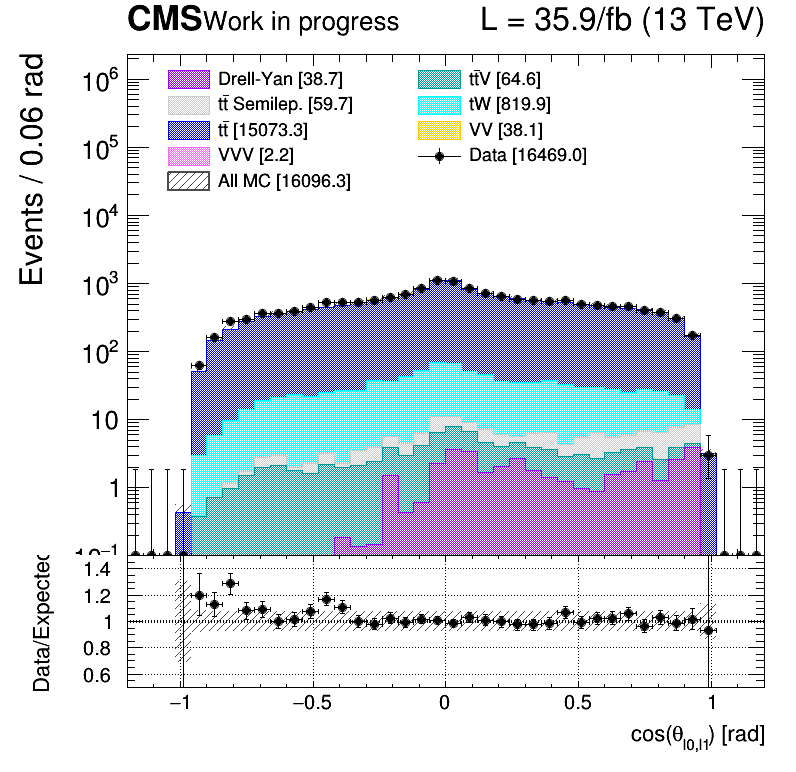 CMS Work in progress L = 35.9/fb (13 TeV)
Events / 0.06 rad
Drell-Yan [38.7]
tt̄ Semilep. [59.7]
tt̄ [15073.3]
VVV [2.2]
All MC [16096.3]
tt̄V [64.6]
tW [819.9]
VV [38.1]
Data [16469.0]
10⁶
10⁵
10⁴
10³
10²
10
1
10⁻¹
Data/Expected
1.4
1.2
1
0.8
0.6
−1 −0.5 0 0.5 1
cos(θ_l0,l1) [rad]